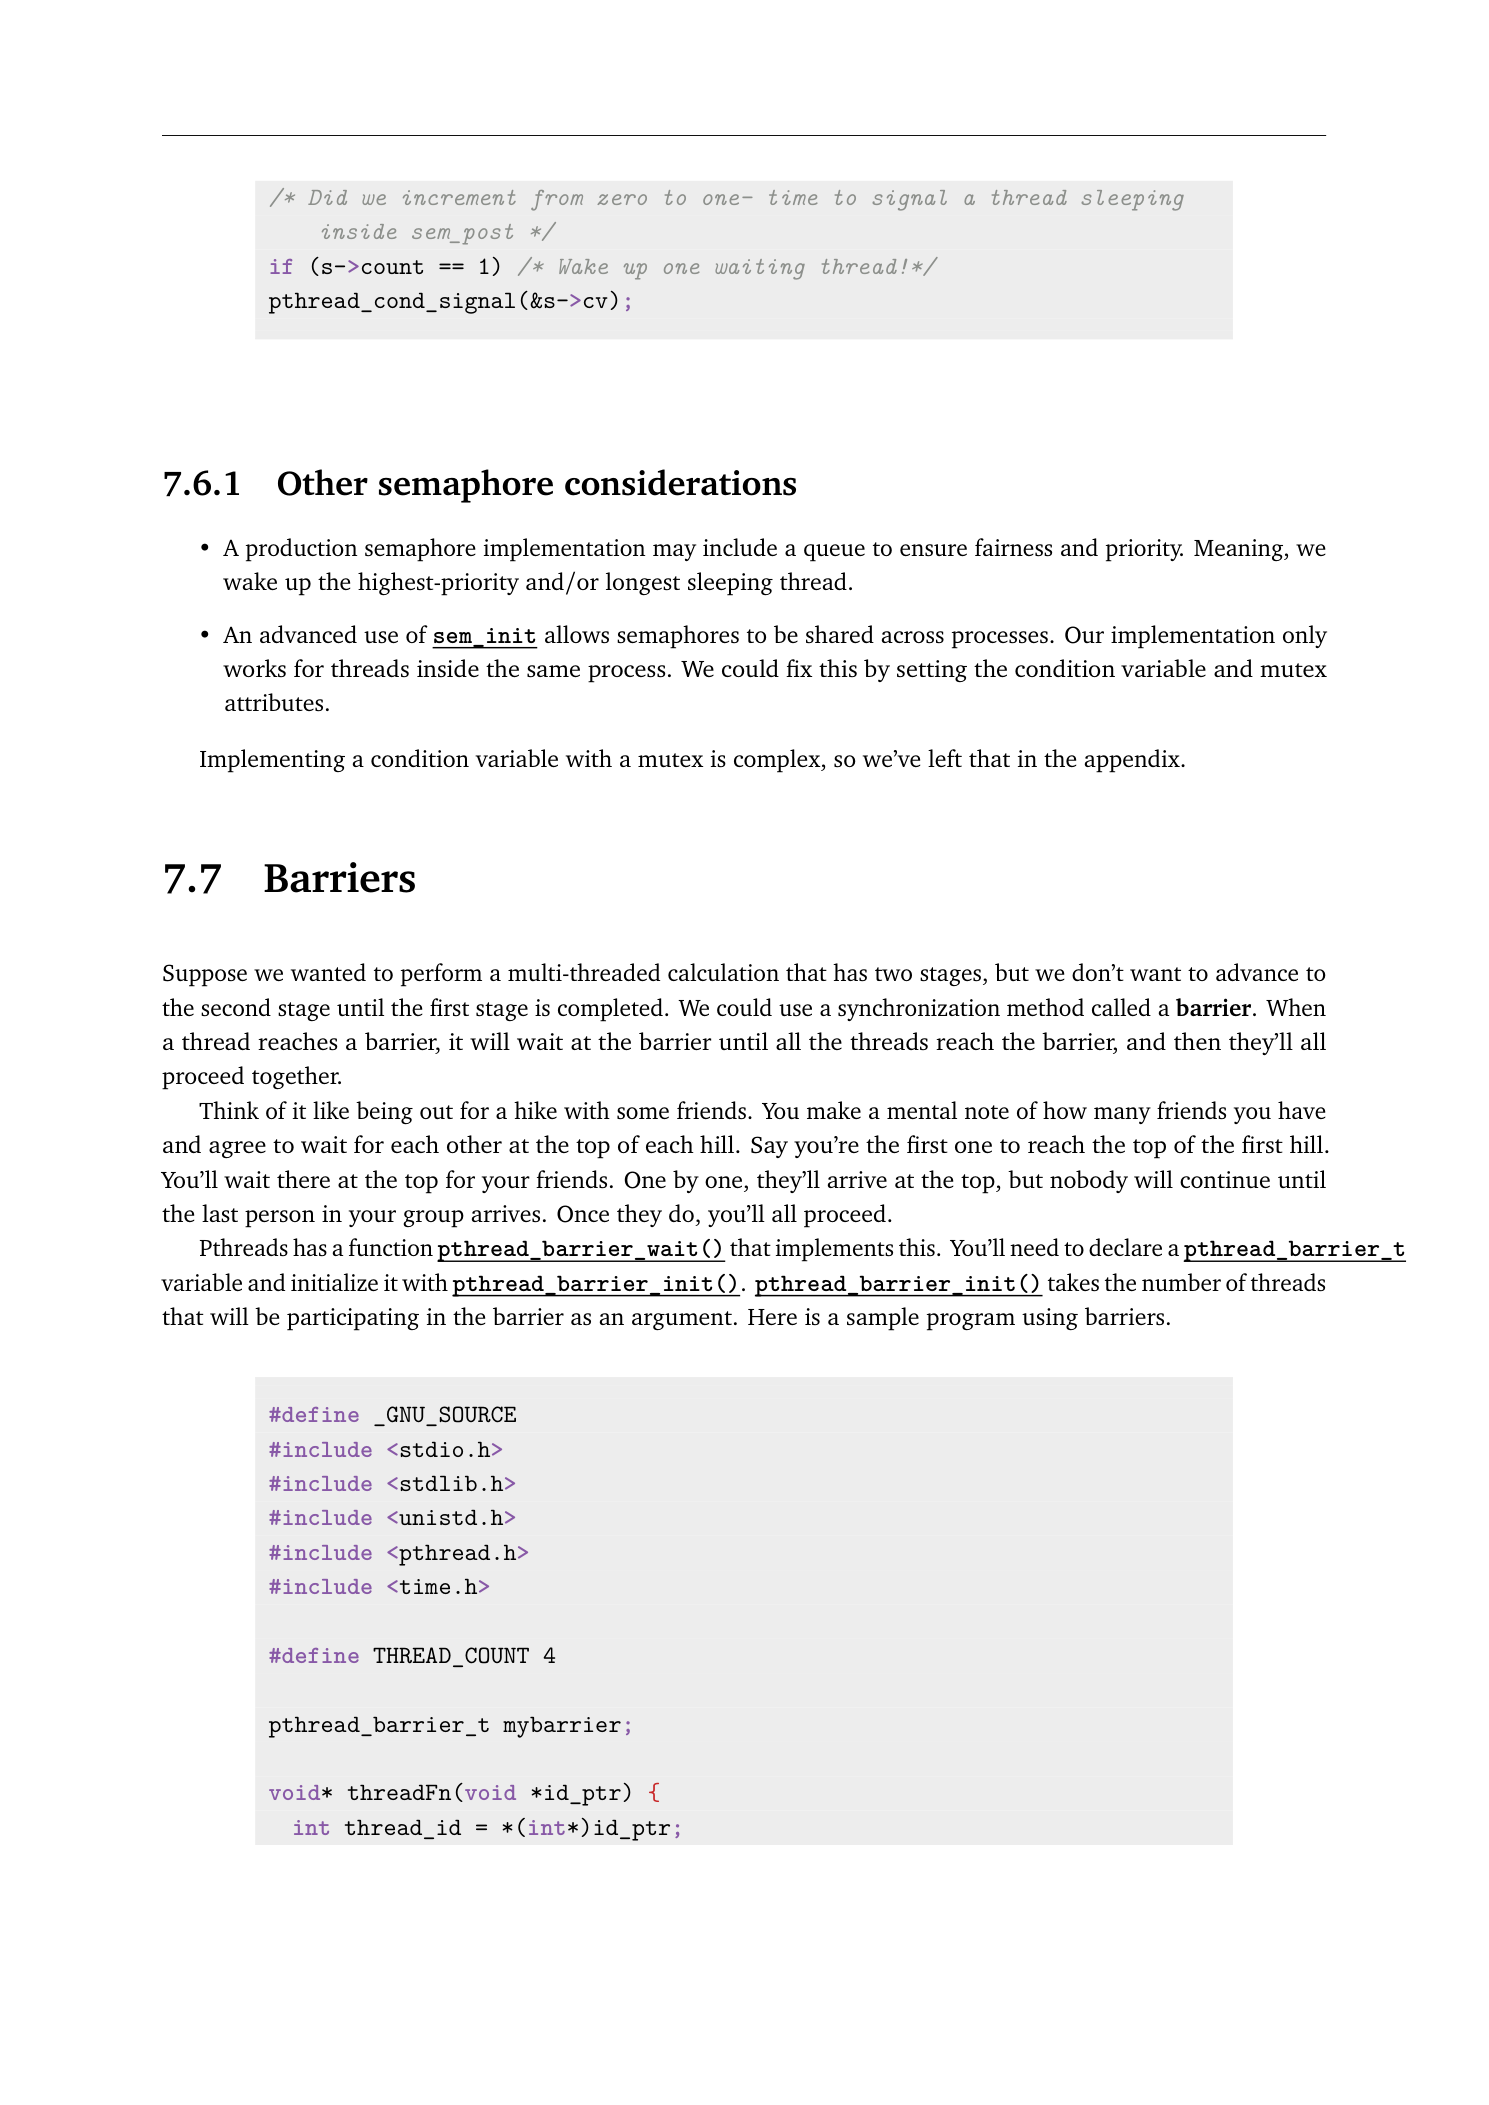 /* Did we increment from zero to one- time to signal a thread sleeping
inside sem_post */
if (s->count == 1) /* Wake up one waiting thread!*/
pthread_cond_signal(&s->cv);
7.6.1 Other semaphore considerations
• A production semaphore implementation may include a queue to ensure fairness and priority. Meaning, we
wake up the highest-priority and/or longest sleeping thread.
• An advanced use of sem_init allows semaphores to be shared across processes. Our implementation only
works for threads inside the same process. We could fix this by setting the condition variable and mutex
attributes.
Implementing a condition variable with a mutex is complex, so we’ve left that in the appendix.
7.7 Barriers
Suppose we wanted to perform a multi-threaded calculation that has two stages, but we don’t want to advance to
the second stage until the first stage is completed. We could use a synchronization method called a barrier. When
a thread reaches a barrier, it will wait at the barrier until all the threads reach the barrier, and then they’ll all
proceed together.
Think of it like being out for a hike with some friends. You make a mental note of how many friends you have
and agree to wait for each other at the top of each hill. Say you’re the first one to reach the top of the first hill.
You’ll wait there at the top for your friends. One by one, they’ll arrive at the top, but nobody will continue until
the last person in your group arrives. Once they do, you’ll all proceed.
Pthreads has a function pthread_barrier_wait() that implements this. You’ll need to declare a pthread_barrier_t
variable and initialize it with pthread_barrier_init(). pthread_barrier_init() takes the number of threads
that will be participating in the barrier as an argument. Here is a sample program using barriers.
#define _GNU_SOURCE
#include <stdio.h>
#include <stdlib.h>
#include <unistd.h>
#include <pthread.h>
#include <time.h>
#define THREAD_COUNT 4
pthread_barrier_t mybarrier;
void* threadFn(void *id_ptr) {
int thread_id = *(int*)id_ptr;